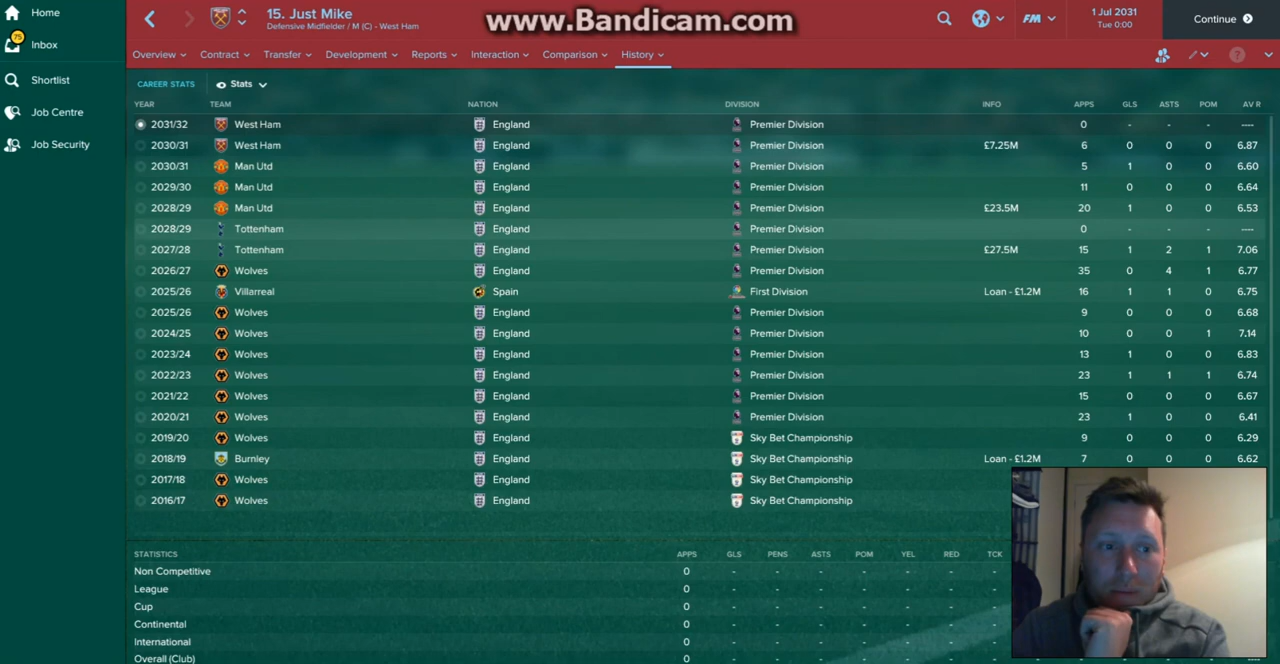 Home
15. Just Mike
Defensive Midfielder / M (C) - West Ham
www.Bandicam.com
FM
1 Jul 2031
Tue 0:00
Continue
75
Inbox
Overview Contract Transfer Development Reports Interaction Comparison History
?
Shortlist
Job Centre
Job Security
CAREER STATS Stats
YEAR TEAM NATION DIVISION INFO APPS GLS ASTS POM AV R
2031/32 West Ham England Premier Division 0 - - - ----
2030/31 West Ham England Premier Division £7.25M 6 0 0 0 6.87
2030/31 Man Utd England Premier Division 5 1 0 0 6.60
2029/30 Man Utd England Premier Division 11 0 0 0 6.64
2028/29 Man Utd England Premier Division £23.5M 20 1 0 0 6.53
2028/29 Tottenham England Premier Division 0 - - - ----
2027/28 Tottenham England Premier Division £27.5M 15 1 2 1 7.06
2026/27 Wolves England Premier Division 35 0 4 1 6.77
2025/26 Villarreal Spain First Division Loan - £1.2M 16 1 1 0 6.75
2025/26 Wolves England Premier Division 9 0 0 0 6.68
2024/25 Wolves England Premier Division 10 0 0 1 7.14
2023/24 Wolves England Premier Division 13 1 0 0 6.83
2022/23 Wolves England Premier Division 23 1 1 1 6.74
2021/22 Wolves England Premier Division 15 0 0 0 6.67
2020/21 Wolves England Premier Division 23 1 0 0 6.41
2019/20 Wolves England Sky Bet Championship 9 0 0 0 6.29
2018/19 Burnley England Sky Bet Championship Loan - £1.2M 7 0 0 0 6.62
2017/18 Wolves England Sky Bet Championship
2016/17 Wolves England Sky Bet Championship
STATISTICS APPS GLS PENS ASTS POM YEL RED TCK
Non Competitive 0 - - - - - - -
League 0 - - - - - - -
Cup 0 - - - - - - -
Continental 0 - - - - - - -
International 0 - - - - - - -
Overall (Club) 0 - - - - - - -